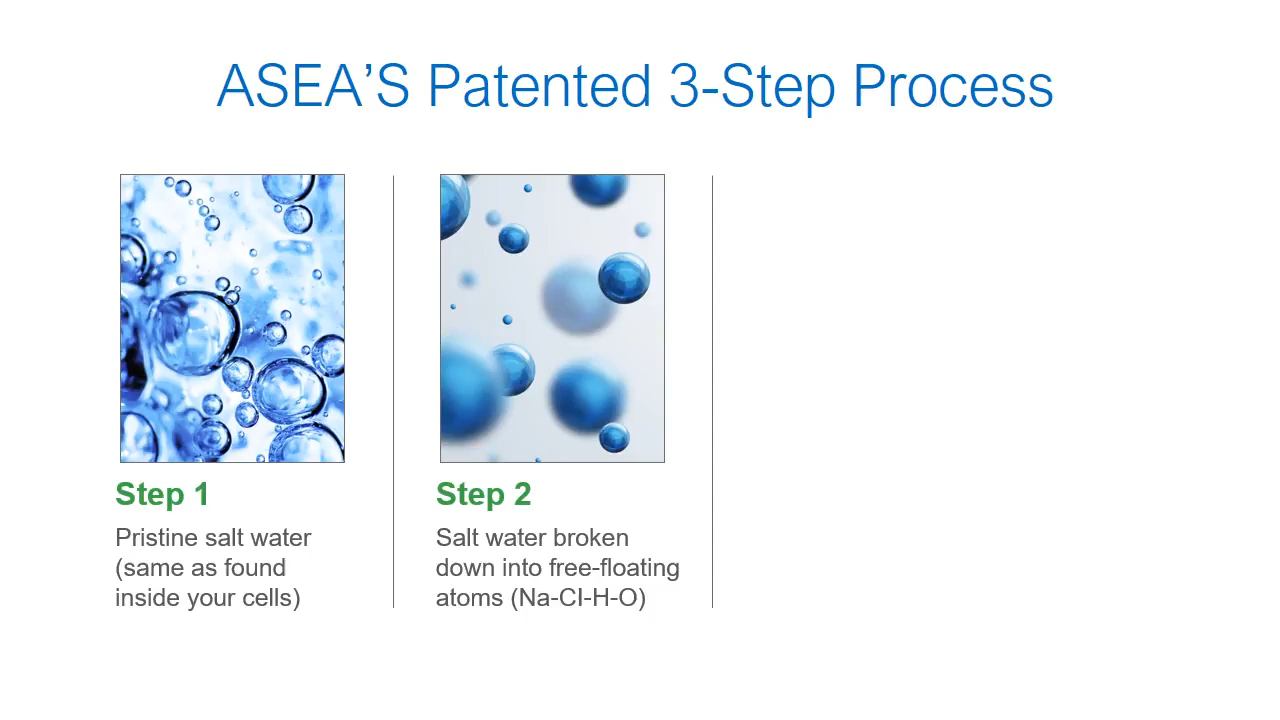 ASEA’S Patented 3-Step Process
Step 1
Pristine salt water
(same as found
inside your cells)
Step 2
Salt water broken
down into free-floating
atoms (Na-Cl-H-O)